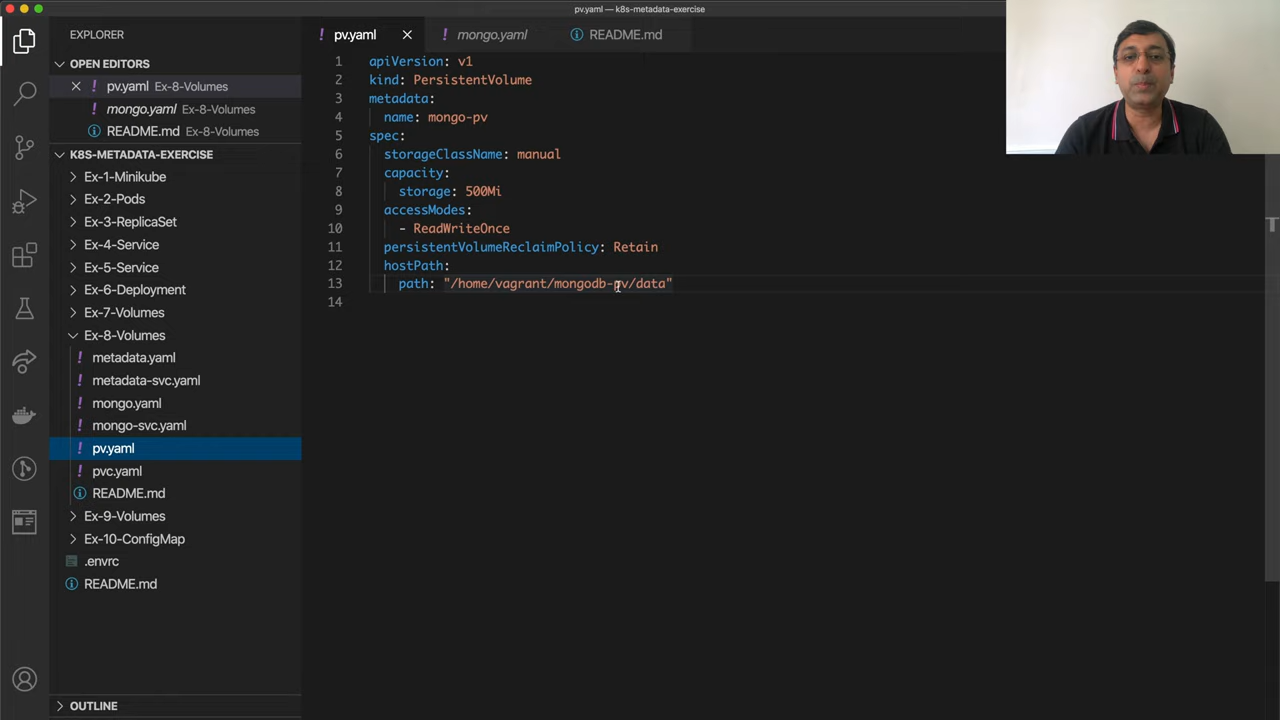 pv.yaml — k8s-metadata-exercise
EXPLORER
OPEN EDITORS
pv.yaml Ex-8-Volumes
mongo.yaml Ex-8-Volumes
README.md Ex-8-Volumes
K8S-METADATA-EXERCISE
Ex-1-Minikube
Ex-2-Pods
Ex-3-ReplicaSet
Ex-4-Service
Ex-5-Service
Ex-6-Deployment
Ex-7-Volumes
Ex-8-Volumes
metadata.yaml
metadata-svc.yaml
mongo.yaml
mongo-svc.yaml
pv.yaml
pvc.yaml
README.md
Ex-9-Volumes
Ex-10-ConfigMap
.envrc
README.md
OUTLINE
pv.yaml
mongo.yaml
README.md
1 apiVersion: v1
2 kind: PersistentVolume
3 metadata:
4 name: mongo-pv
5 spec:
6 storageClassName: manual
7 capacity:
8 storage: 500Mi
9 accessModes:
10 - ReadWriteOnce
11 persistentVolumeReclaimPolicy: Retain
12 hostPath:
13 path: "/home/vagrant/mongodb-pv/data"
14